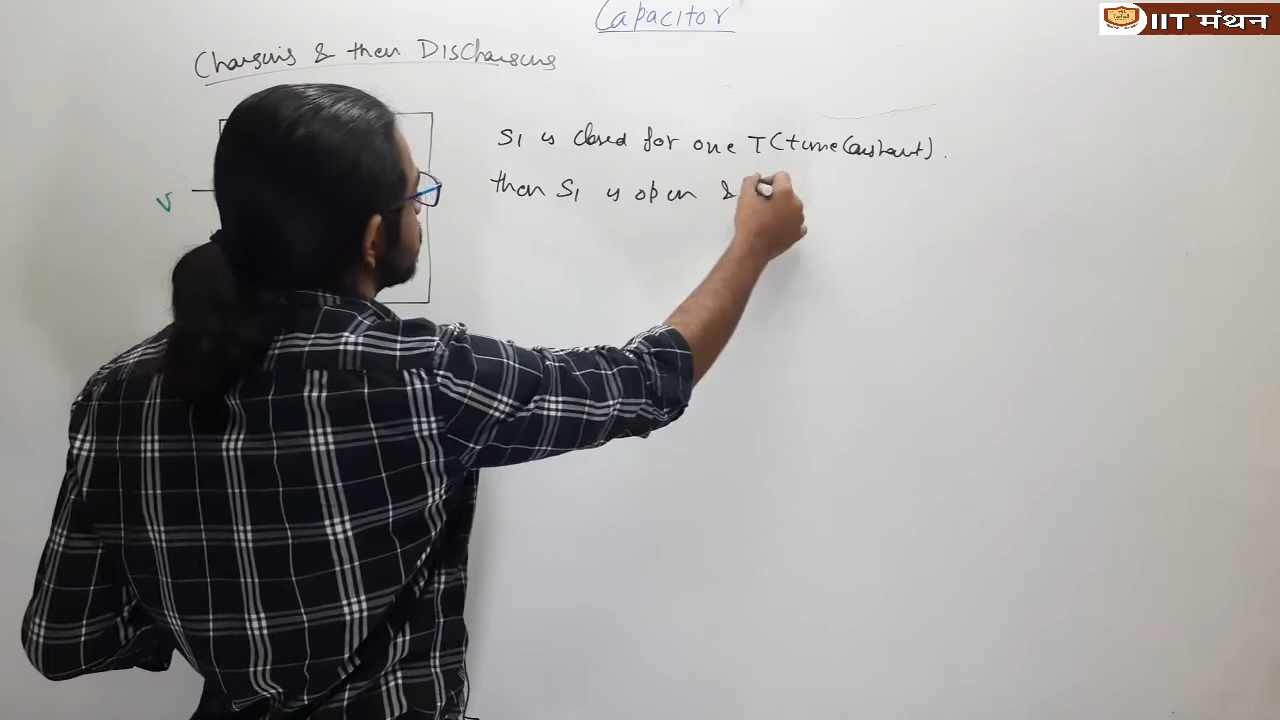 Capacitor
IIT मंथन
Charging & then Discharging
S1 is closed for one T (time constant).
then S1 is open &
V